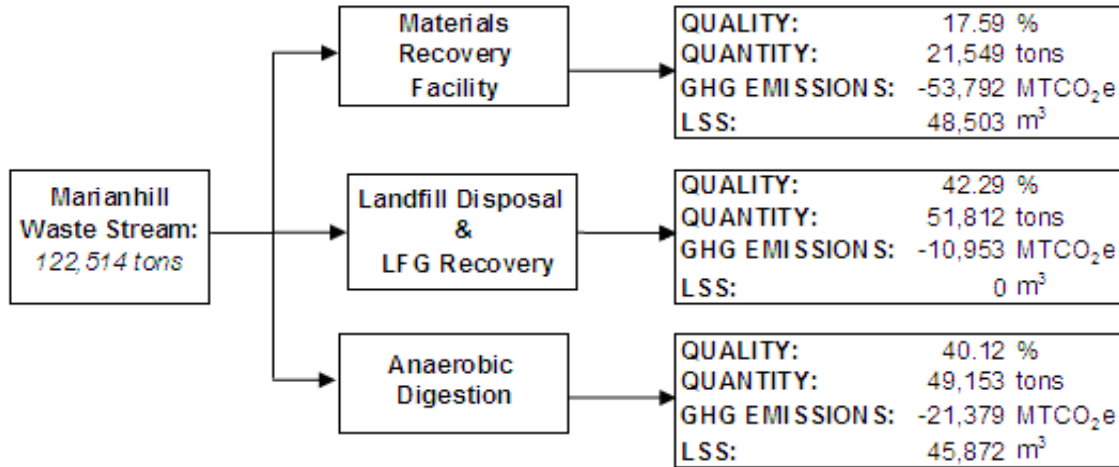 Marianhill
Waste Stream:
122,514 tons
Materials
Recovery
Facility
QUALITY: 17.59 %
QUANTITY: 21,549 tons
GHG EMISSIONS: -53,792 MTCO₂e
LSS: 48,503 m³
Landfill Disposal
&
LFG Recovery
QUALITY: 42.29 %
QUANTITY: 51,812 tons
GHG EMISSIONS: -10,953 MTCO₂e
LSS: 0 m³
Anaerobic
Digestion
QUALITY: 40.12 %
QUANTITY: 49,153 tons
GHG EMISSIONS: -21,379 MTCO₂e
LSS: 45,872 m³